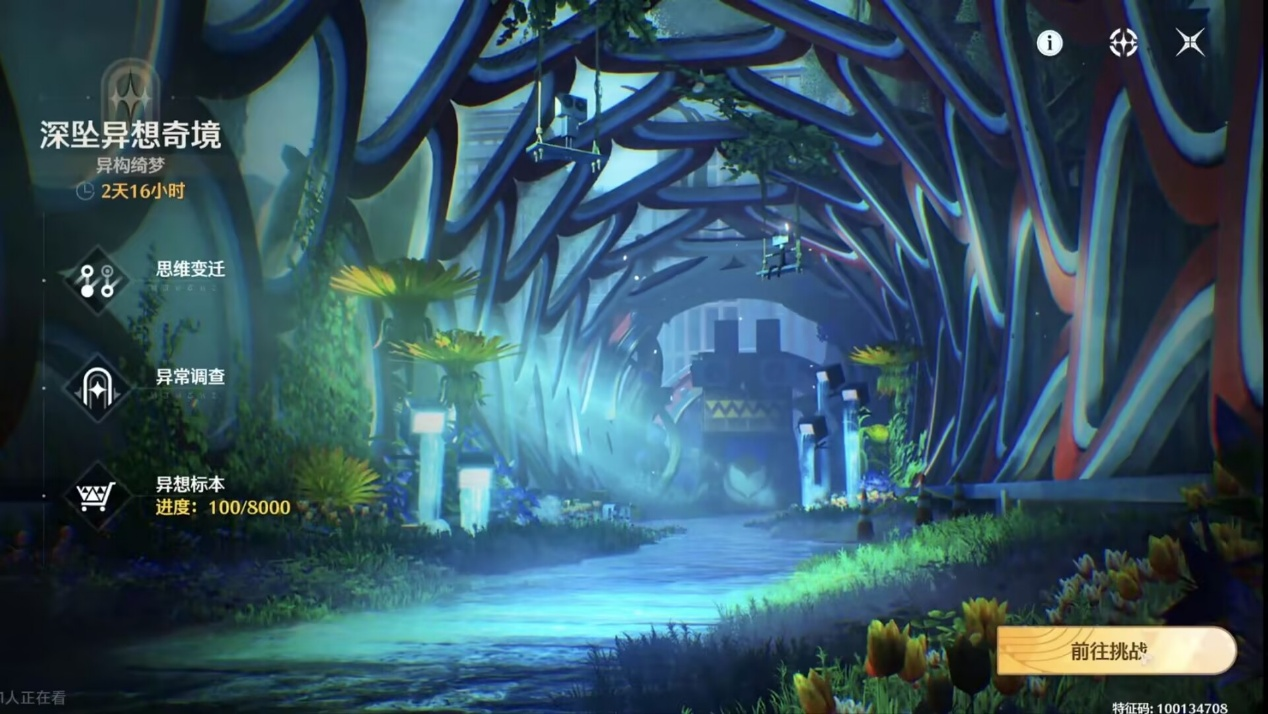 深坠异想奇境
异构绮梦
2天16小时
思维变迁
异常调查
异想标本
进度：100/8000
前往挑战
1人正在看
特征码: 100134708